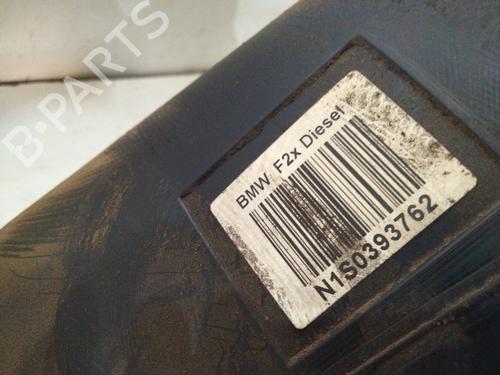 B-PARTS
BMW F2x Diesel
N1S0393762